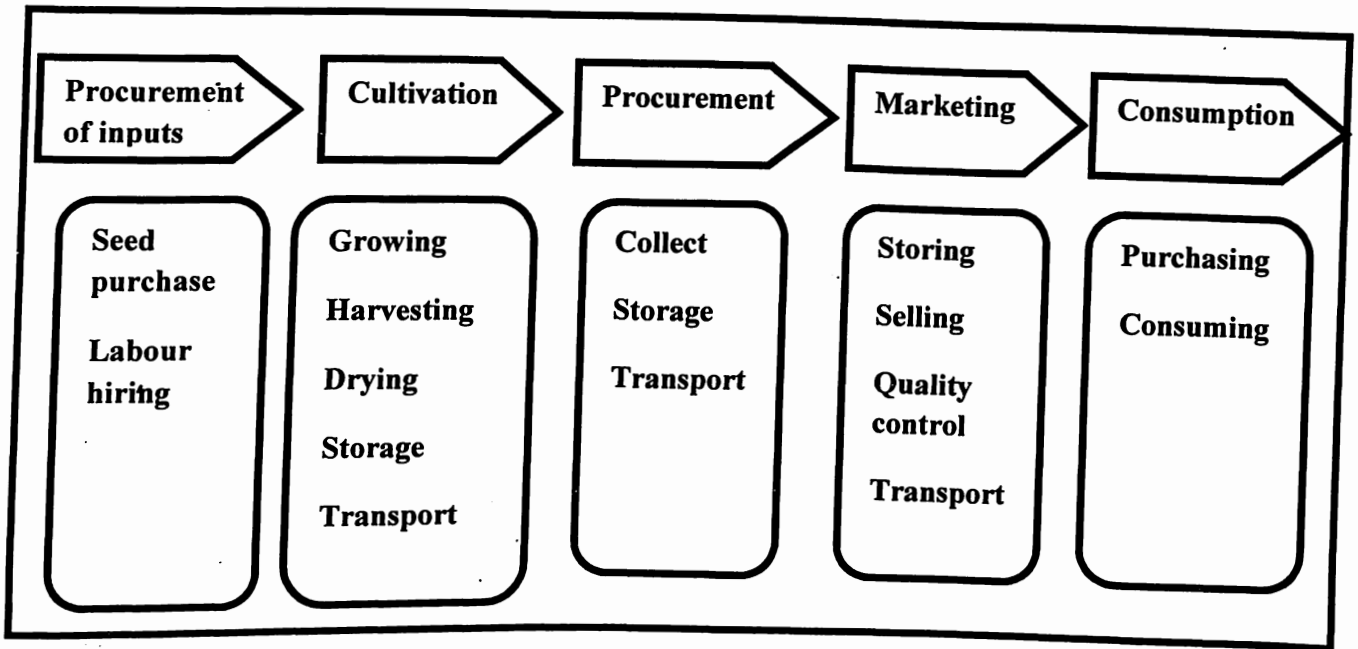 Procurement
of inputs
Cultivation
Procurement
Marketing
Consumption
Seed
purchase
Labour
hiring
Growing
Harvesting
Drying
Storage
Transport
Collect
Storage
Transport
Storing
Selling
Quality
control
Transport
Purchasing
Consuming